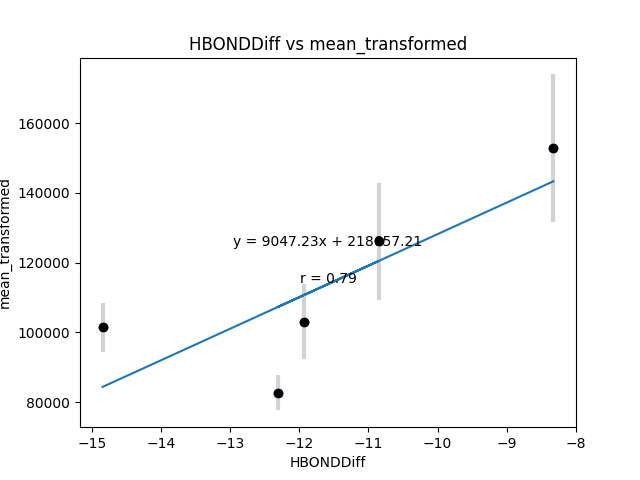 HBONDDiff vs mean_transformed
mean_transformed
160000
140000
120000
100000
80000
y = 9047.23x +
r = 0.79
−15
−14
−13
−12
−11
−10
−9
−8
HBONDDiff